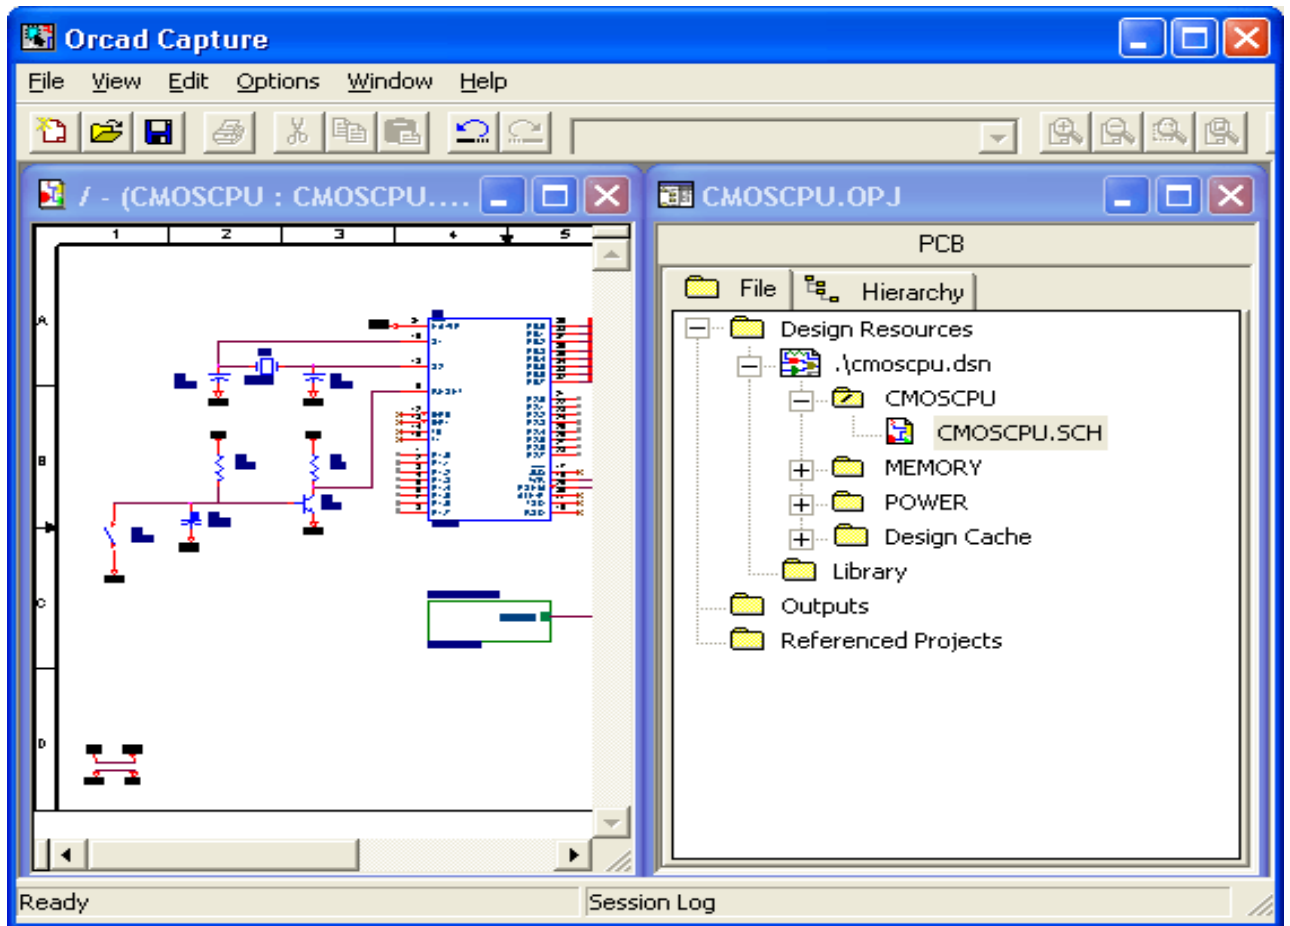 Orcad Capture
File View Edit Options Window Help
/ - (CMOSCPU : CMOSCPU....
1 2 3 4 5
A
B
C
D
CMOSCPU.OPJ
PCB
File Hierarchy
Design Resources
.\cmoscpu.dsn
CMOSCPU
CMOSCPU.SCH
MEMORY
POWER
Design Cache
Library
Outputs
Referenced Projects
Ready Session Log